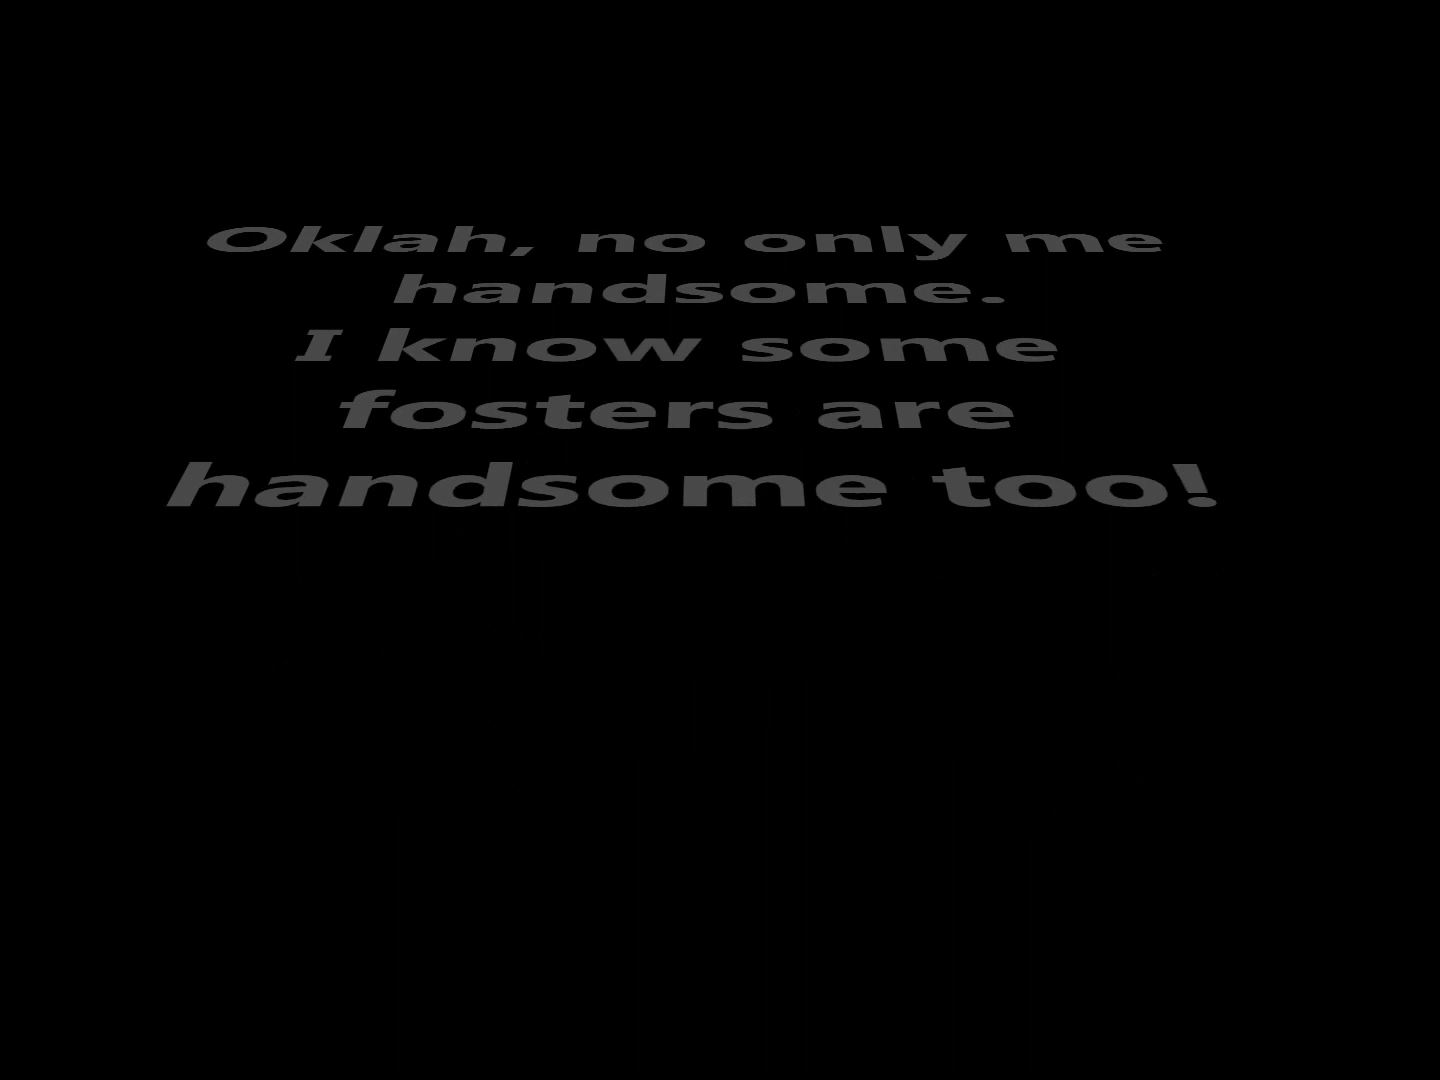 Oklah, no only me
handsome.
I know some
fosters are
handsome too!